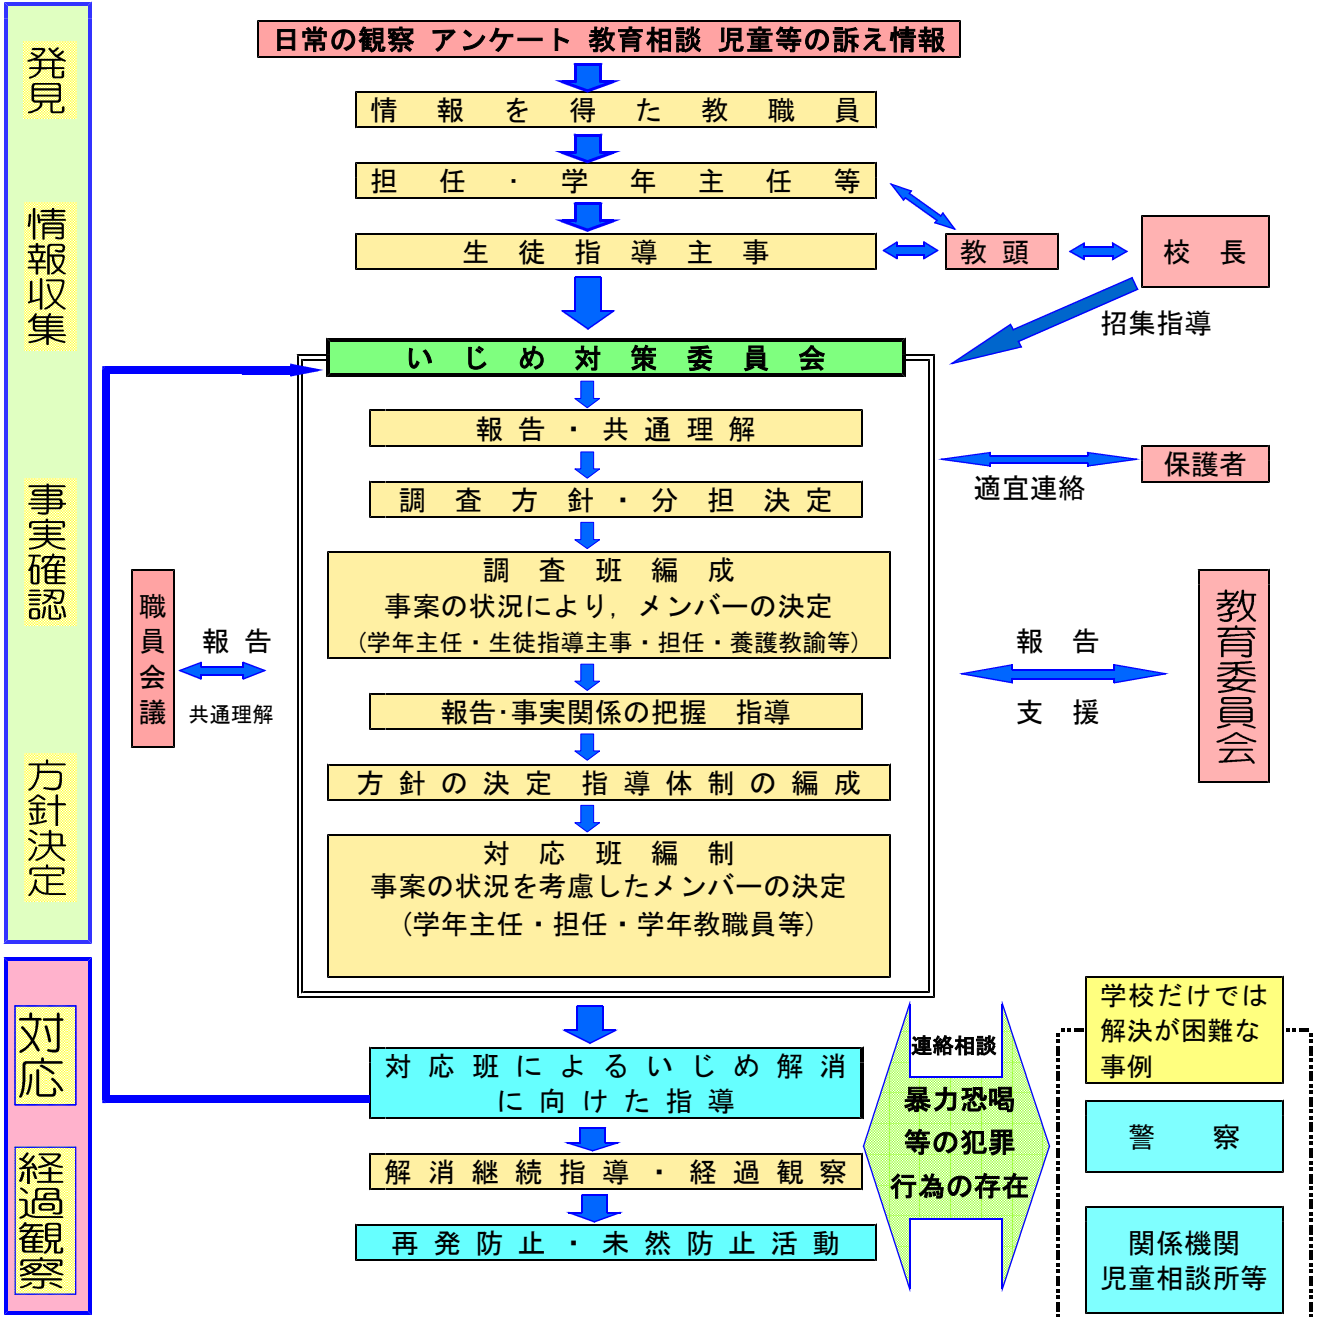 発見
情報収集
事実確認
方針決定
対応
経過観察
日常の観察 アンケート 教育相談 児童等の訴え情報
情報を得た教職員
担任・学年主任等
生徒指導主事
教頭
校長
招集指導
いじめ対策委員会
報告・共通理解
調査方針・分担決定
調査班編成
事案の状況により，メンバーの決定
（学年主任・生徒指導主事・担任・養護教諭等）
報告・事実関係の把握 指導
方針の決定 指導体制の編成
対応班編制
事案の状況を考慮したメンバーの決定
（学年主任・担任・学年教職員等）
保護者
適宜連絡
職員会議
報告
共通理解
報告
支援
教育委員会
対応班によるいじめ解消
に向けた指導
解消継続指導・経過観察
再発防止・未然防止活動
連絡相談
暴力恐喝
等の犯罪
行為の存在
学校だけでは
解決が困難な
事例
警察
関係機関
児童相談所等